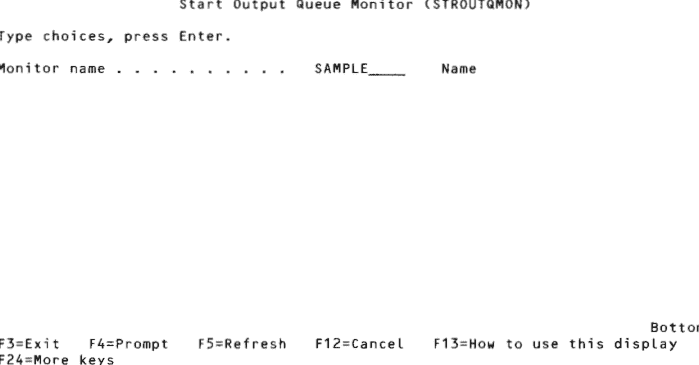 Start Output Queue Monitor (STROUTQMON)
Type choices, press Enter.
Monitor name . . . . . . . . . . SAMPLE____ Name
Bottom
F3=Exit F4=Prompt F5=Refresh F12=Cancel F13=How to use this display
F24=More keys